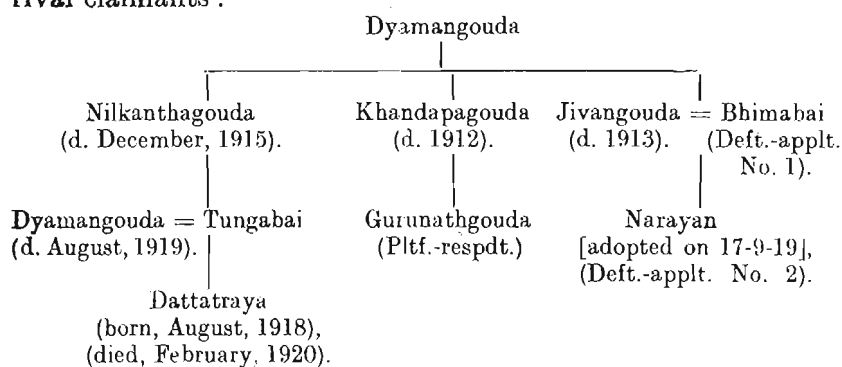 rival claimants :
Dyamangouda
Nilkanthagouda Khandapagouda Jivangouda = Bhimabai
(d. December, 1915). (d. 1912). (d. 1913). (Deft.-applt.
No. 1).
Dyamangouda = Tungabai Gurunathgouda Narayan
(d. August, 1919). (Pltf.-respdt.) [adopted on 17-9-19],
(Deft.-applt. No. 2).
Dattatraya
(born, August, 1918),
(died, February, 1920).